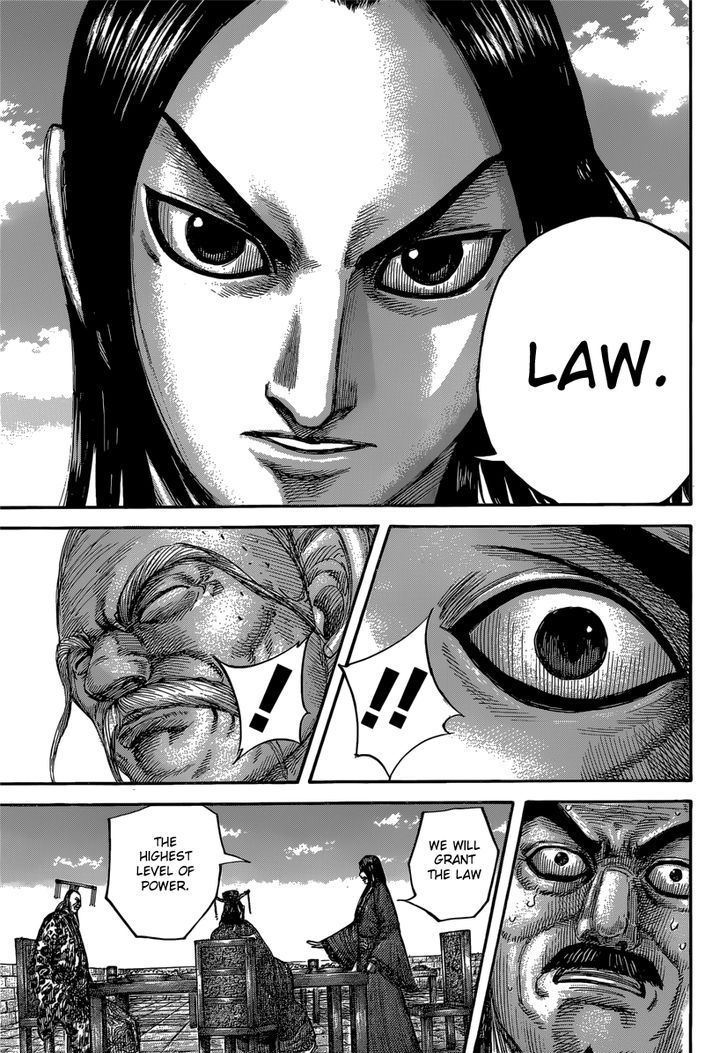 LAW.
!!
!
WE WILL
GRANT
THE LAW
THE
HIGHEST
LEVEL OF
POWER.